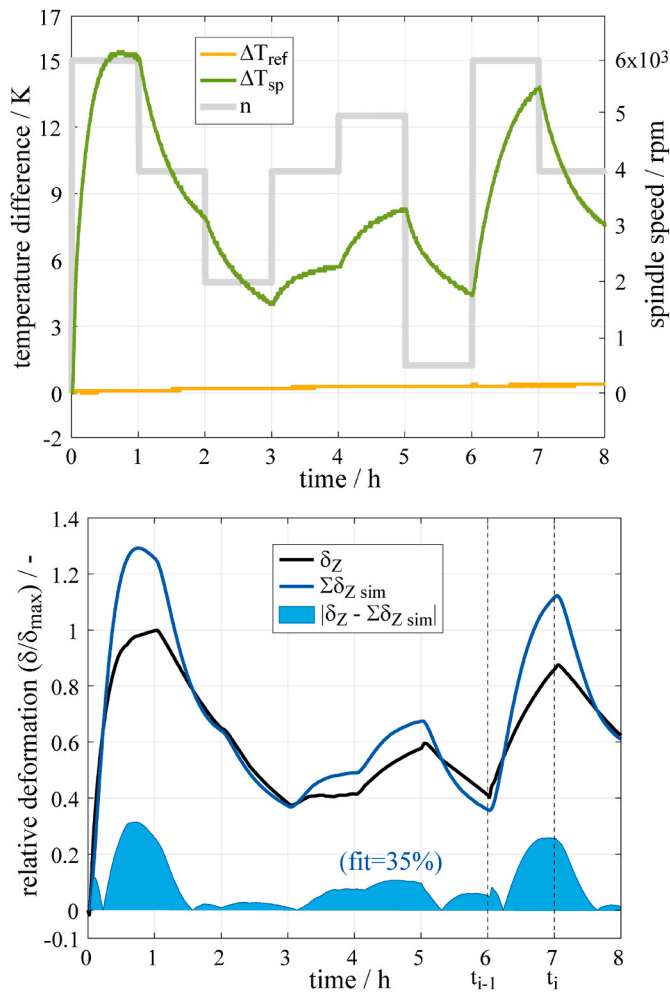 17
15
12
9
6
3
0
-2
temperature difference / K
ΔT_ref
ΔT_sp
n
6x10³
5
4
3
2
1
0
spindle speed / rpm
0 1 2 3 4 5 6 7 8
time / h
1.4
1.2
1
0.8
0.6
0.4
0.2
0
-0.1
relative deformation (δ/δ_max) / -
δ_Z
Σδ_Z sim
|δ_Z - Σδ_Z sim|
(fit=35%)
0 1 2 3 4 5 6 7 8
time / h
t_i-1
t_i